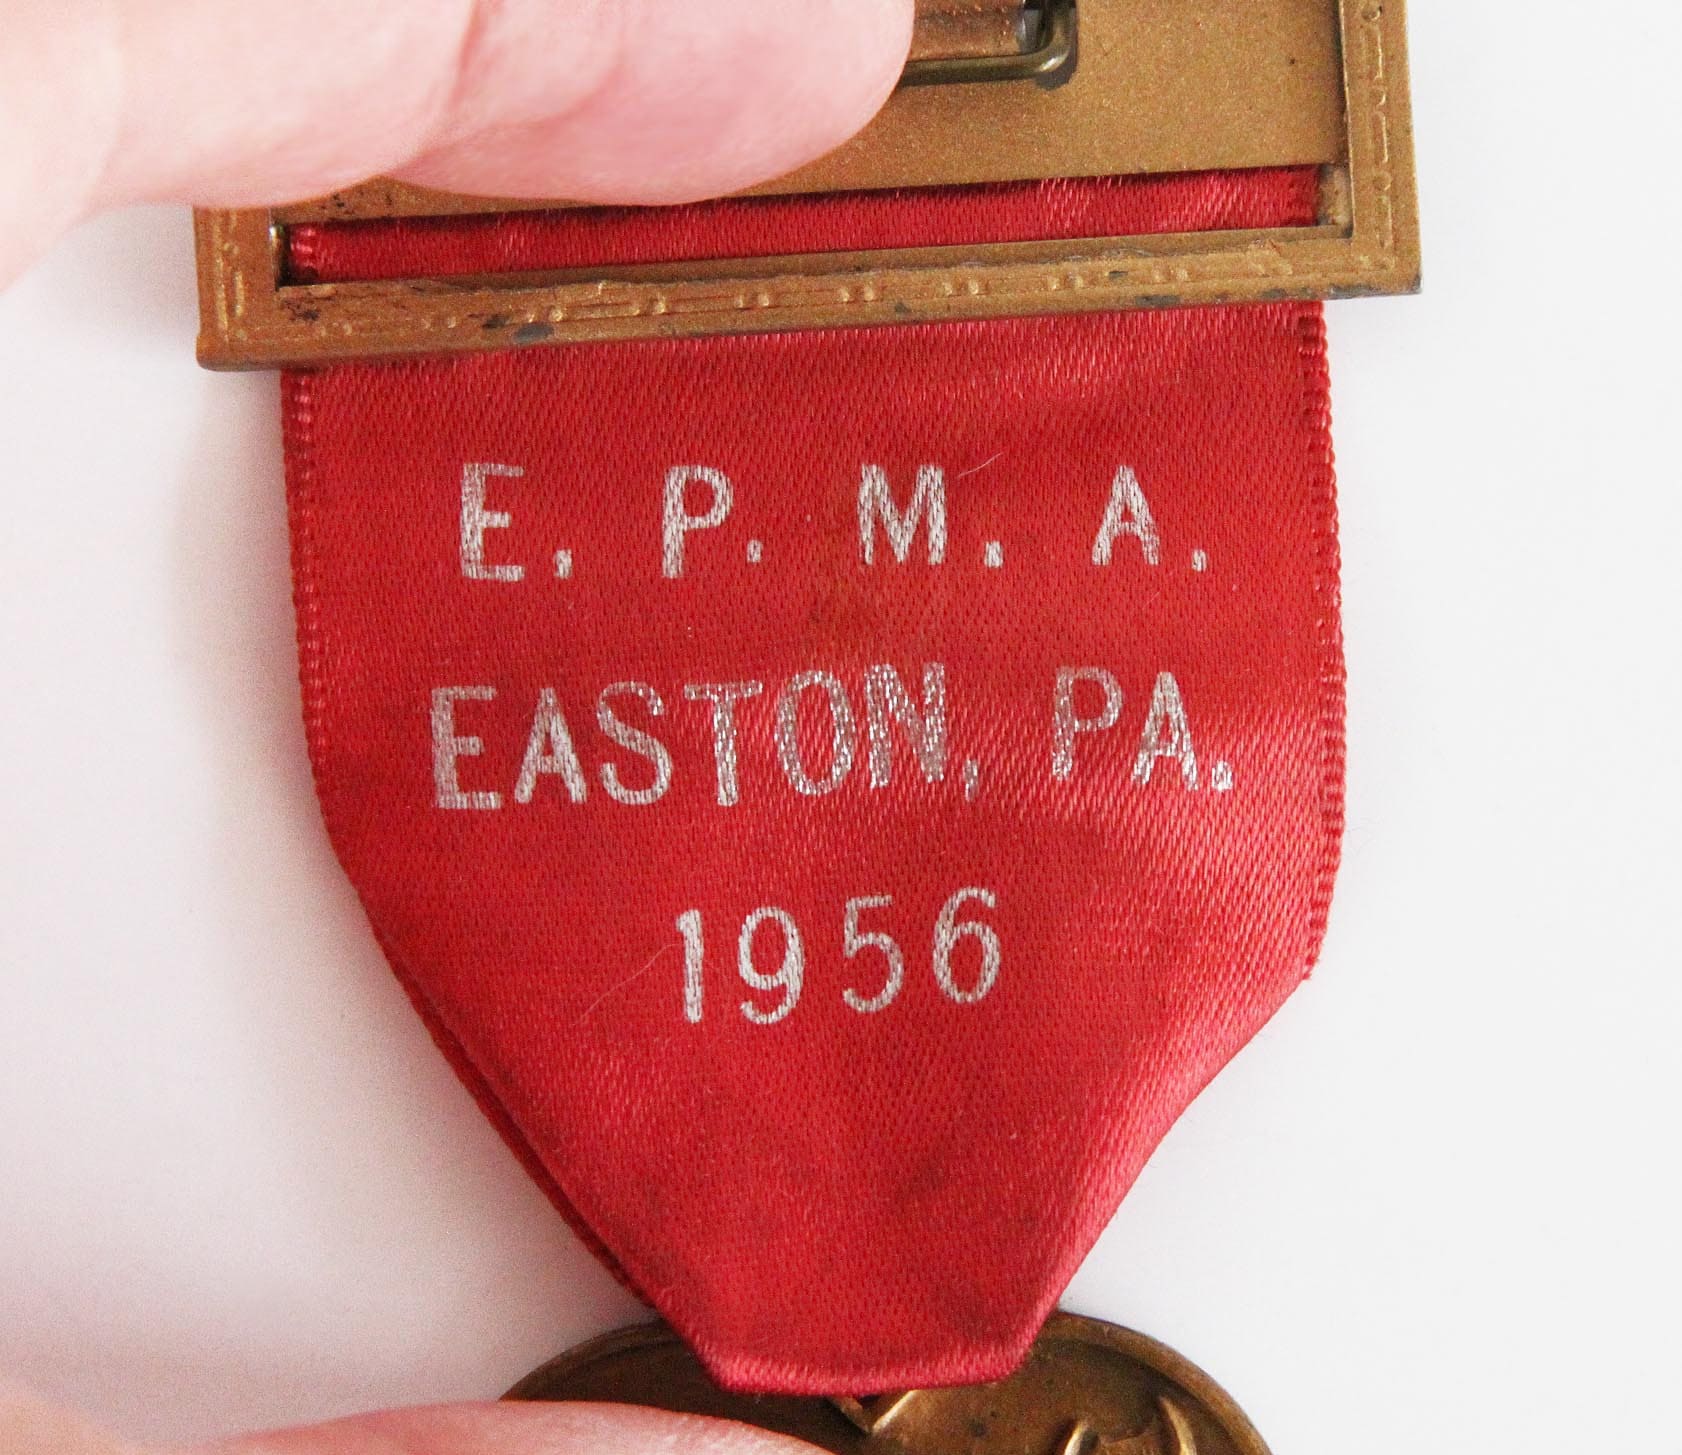 E. P. M. A.
EASTON, PA.
1956